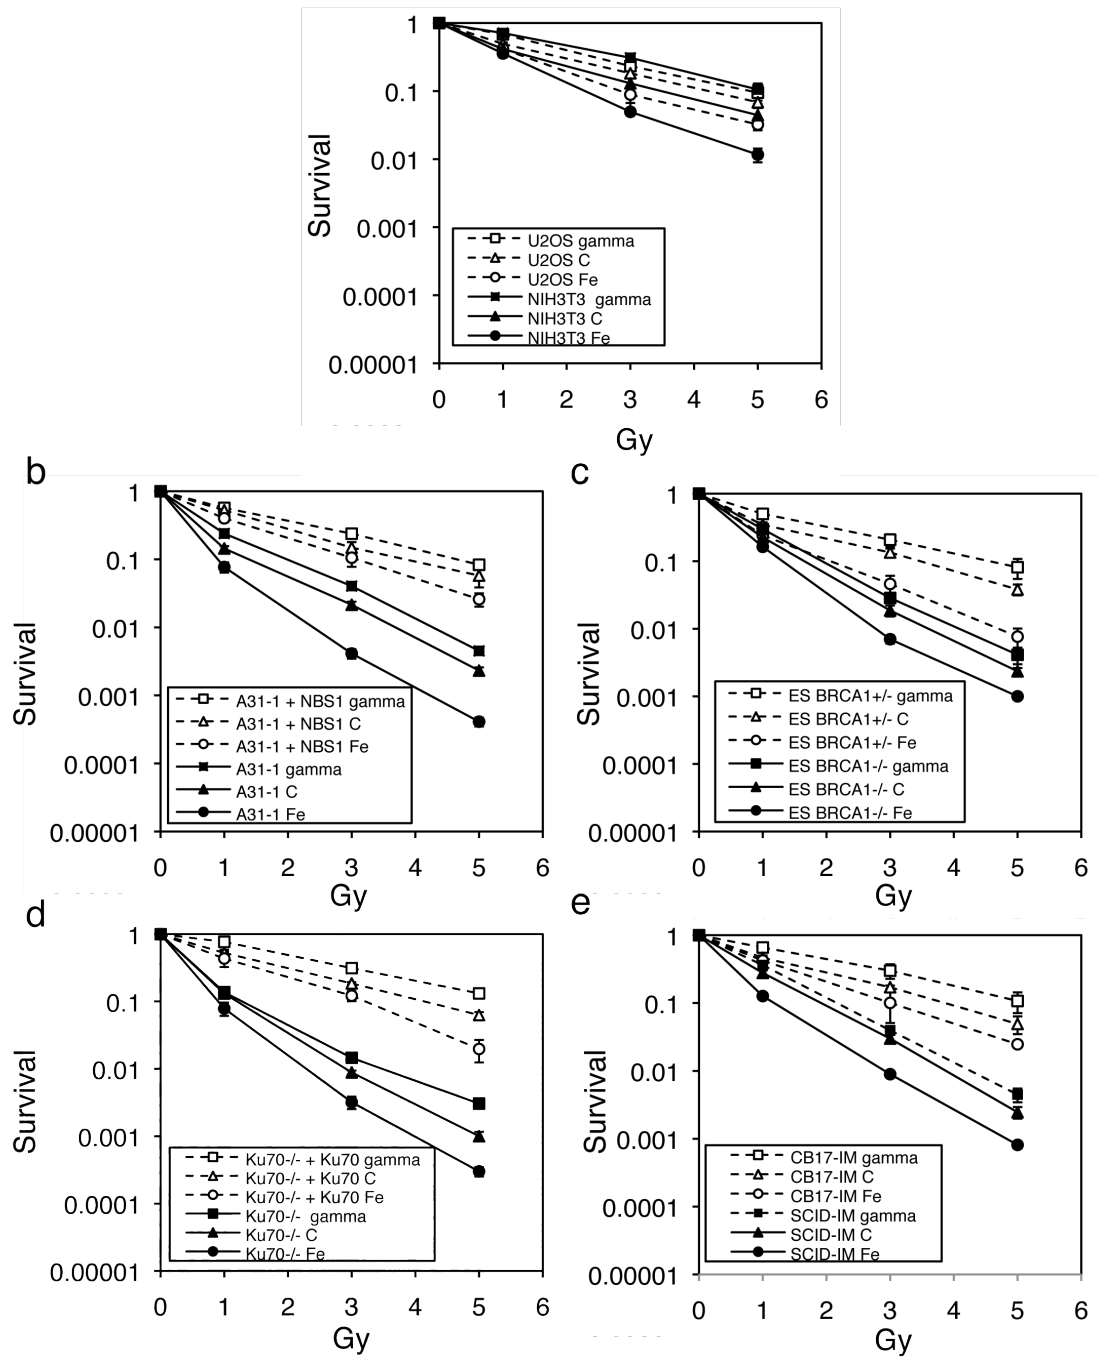 1
0.1
0.01
0.001
0.0001
0.00001
Survival
U2OS gamma
U2OS C
U2OS Fe
NIH3T3 gamma
NIH3T3 C
NIH3T3 Fe
0 1 2 3 4 5 6
Gy
b
1
0.1
0.01
0.001
0.0001
0.00001
Survival
A31-1 + NBS1 gamma
A31-1 + NBS1 C
A31-1 + NBS1 Fe
A31-1 gamma
A31-1 C
A31-1 Fe
0 1 2 3 4 5 6
Gy
c
1
0.1
0.01
0.001
0.0001
0.00001
Survival
ES BRCA1+/- gamma
ES BRCA1+/- C
ES BRCA1+/- Fe
ES BRCA1-/- gamma
ES BRCA1-/- C
ES BRCA1-/- Fe
0 1 2 3 4 5 6
Gy
d
1
0.1
0.01
0.001
0.0001
0.00001
Survival
Ku70-/- + Ku70 gamma
Ku70-/- + Ku70 C
Ku70-/- + Ku70 Fe
Ku70-/- gamma
Ku70-/- C
Ku70-/- Fe
0 1 2 3 4 5 6
Gy
e
1
0.1
0.01
0.001
0.0001
0.00001
Survival
CB17-IM gamma
CB17-IM C
CB17-IM Fe
SCID-IM gamma
SCID-IM C
SCID-IM Fe
0 1 2 3 4 5 6
Gy